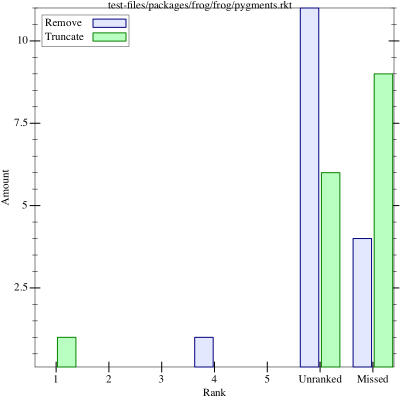 test-files/packages/frog/frog/pygments.rkt
Remove
Truncate
10
7.5
5
2.5
Amount
1 2 3 4 5 Unranked Missed
Rank